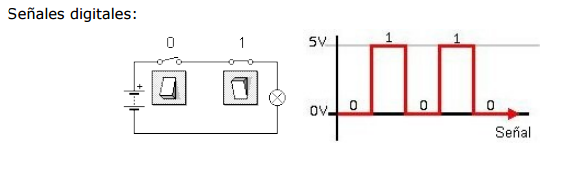 Señales digitales:
0 1
+
5V 1 1
0V 0 0 0
Señal